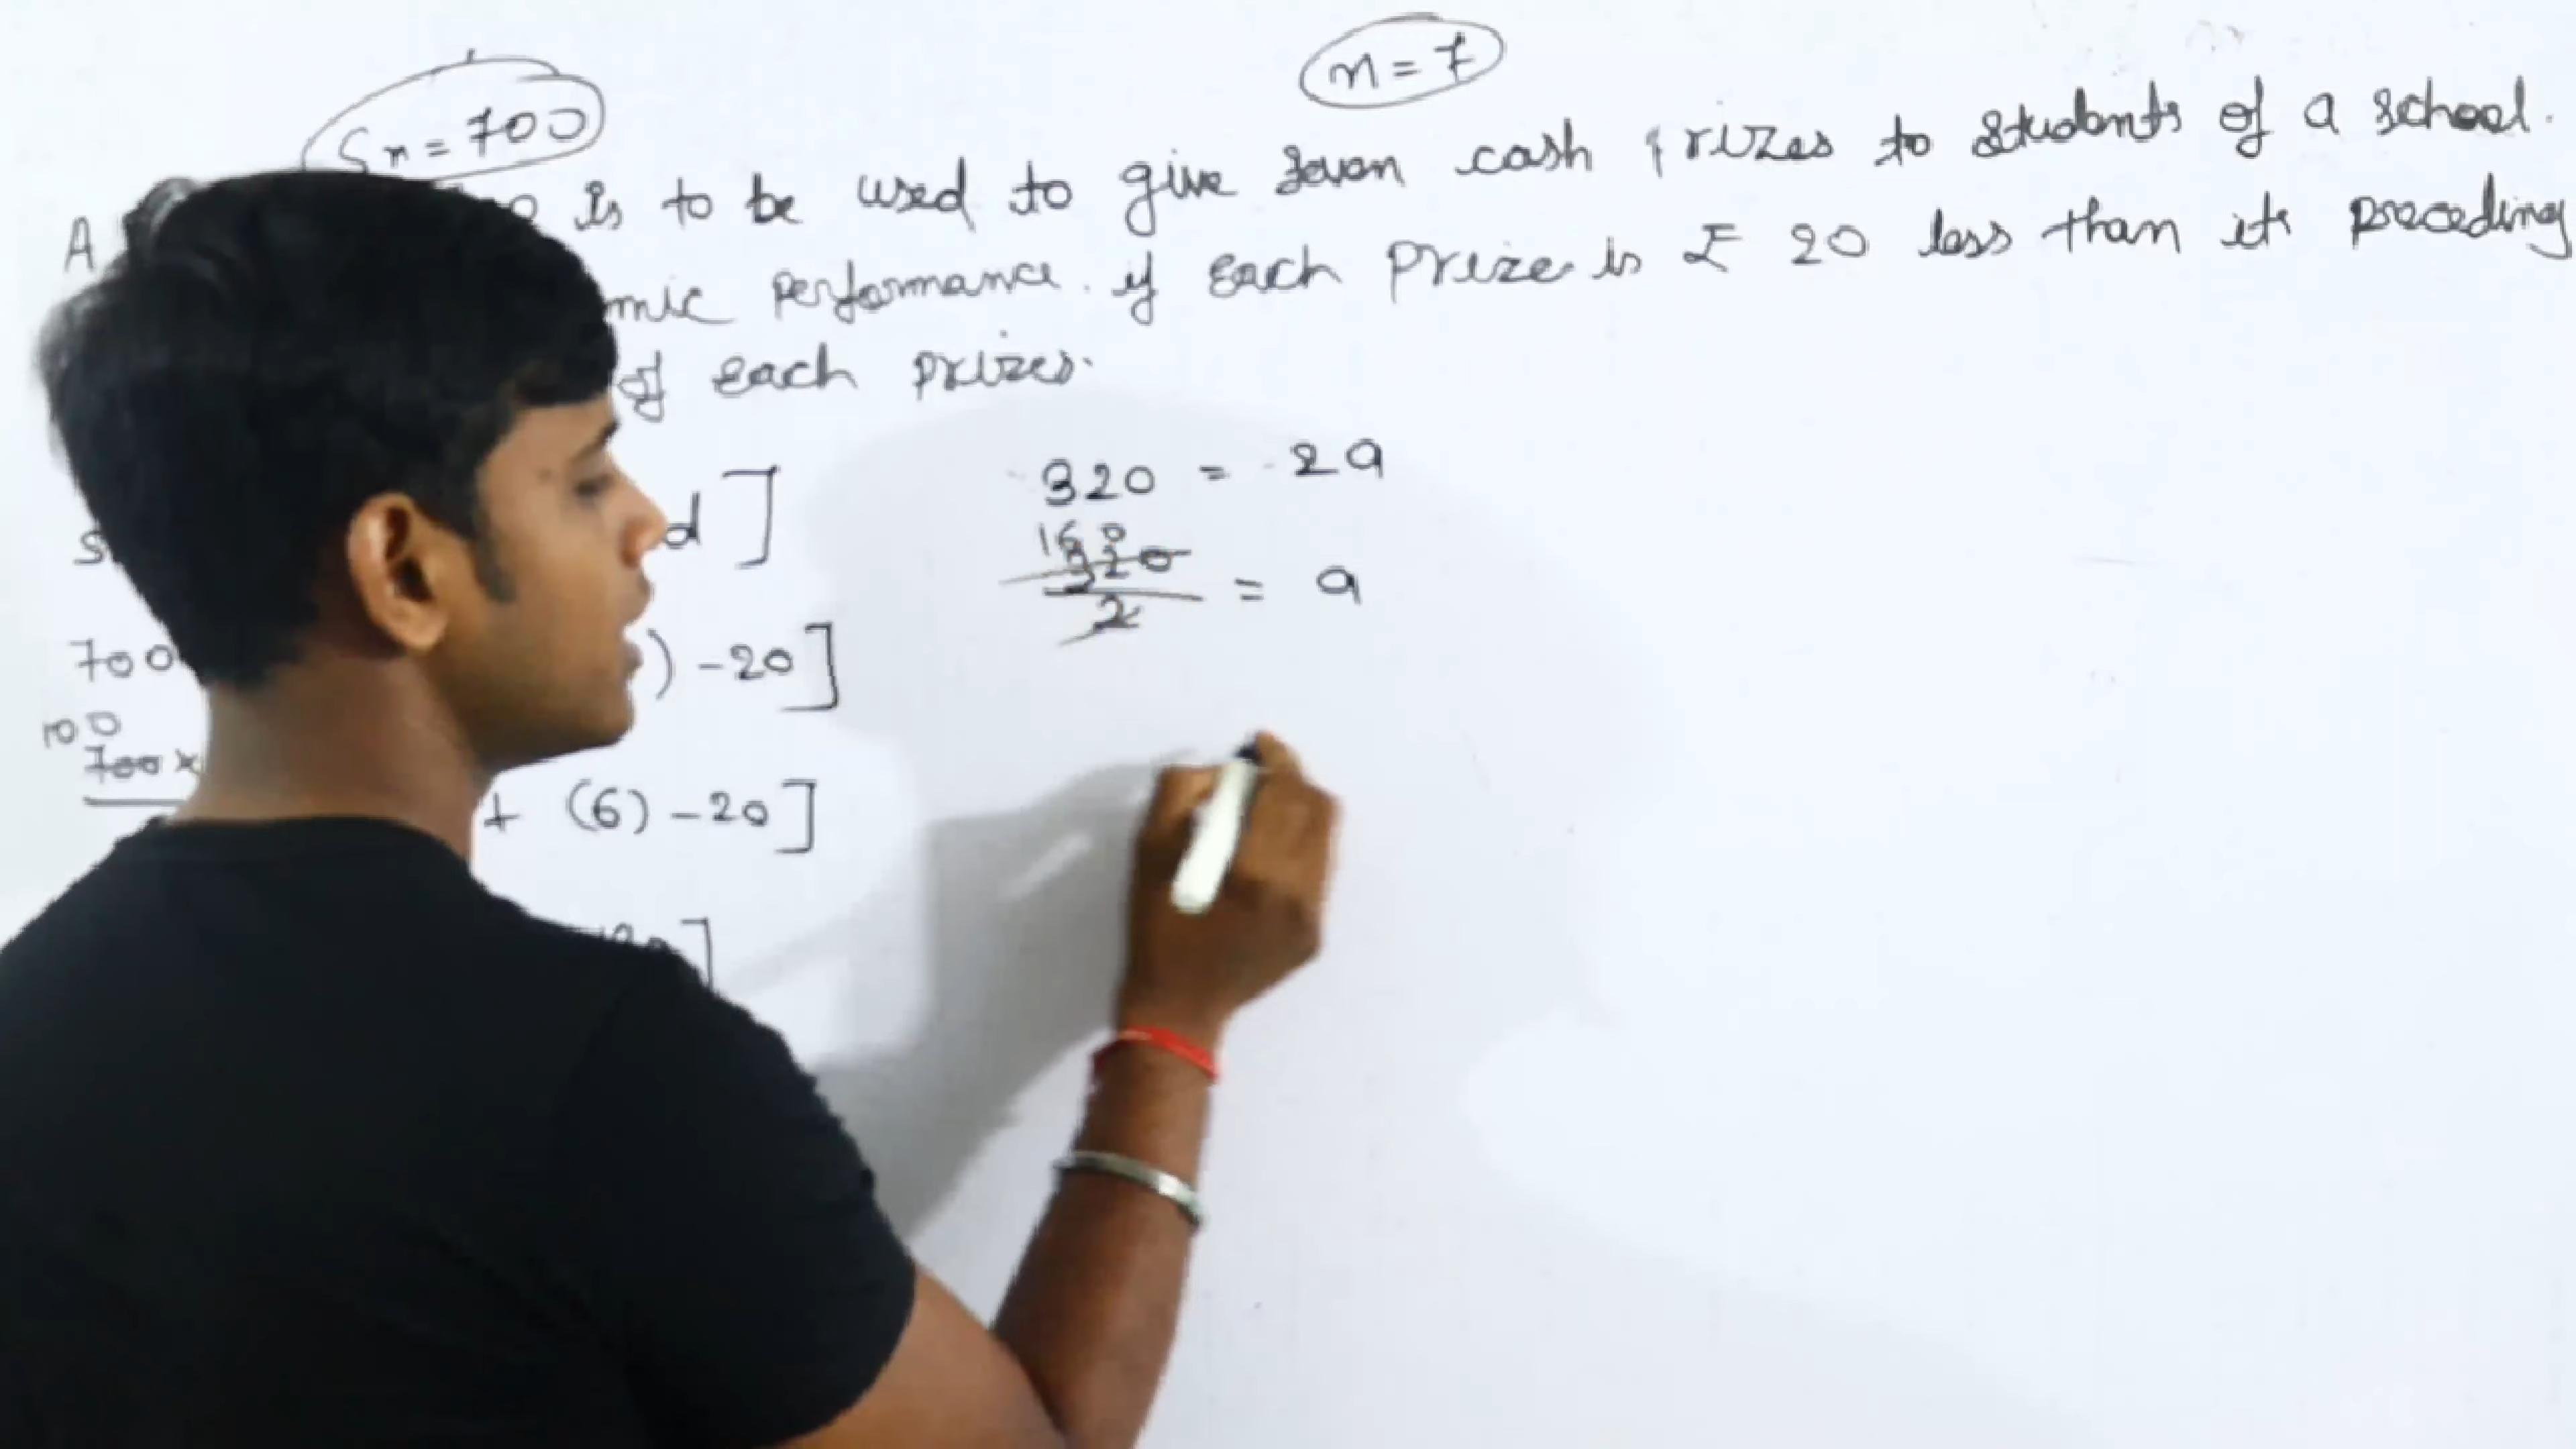 Sn = 700
n = 7
A is to be used to give seven cash prizes to students of a school.
mic performance. if each prize is ₹ 20 less than its preceding
of each prizes.
d ]
320 = 2a
160
320/2 = a
700 ) - 20 ]
100
700 × + (6) - 20 ]